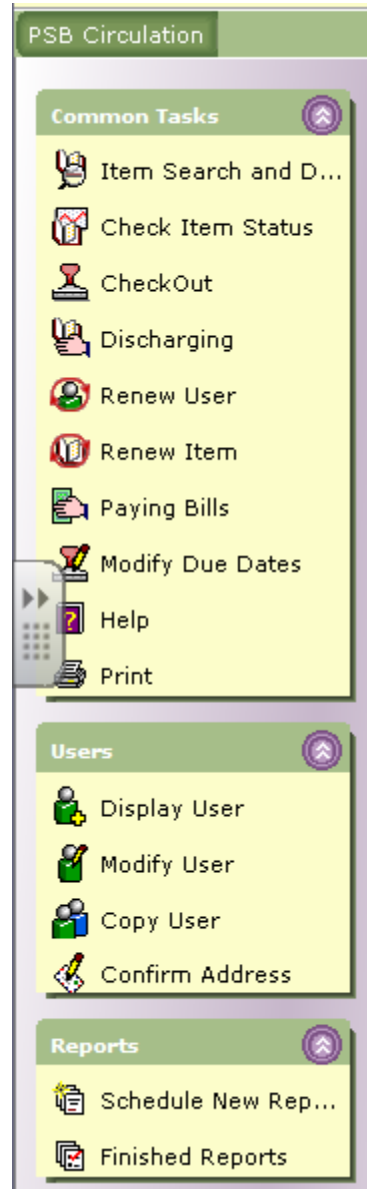 PSB Circulation
Common Tasks
Item Search and D...
Check Item Status
CheckOut
Discharging
Renew User
Renew Item
Paying Bills
Modify Due Dates
Help
Print
Users
Display User
Modify User
Copy User
Confirm Address
Reports
Schedule New Rep...
Finished Reports